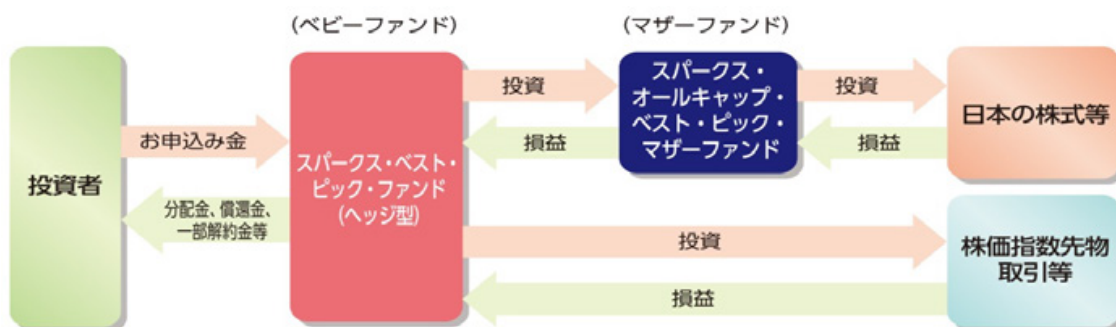 (ベビーファンド)
(マザーファンド)
投資者
お申込み金
分配金、償還金、
一部解約金等
スパークス・ベスト・
ピック・ファンド
(ヘッジ型)
投資
損益
スパークス・
オールキャップ・
ベスト・ピック・
マザーファンド
投資
損益
日本の株式等
投資
損益
株価指数先物
取引等